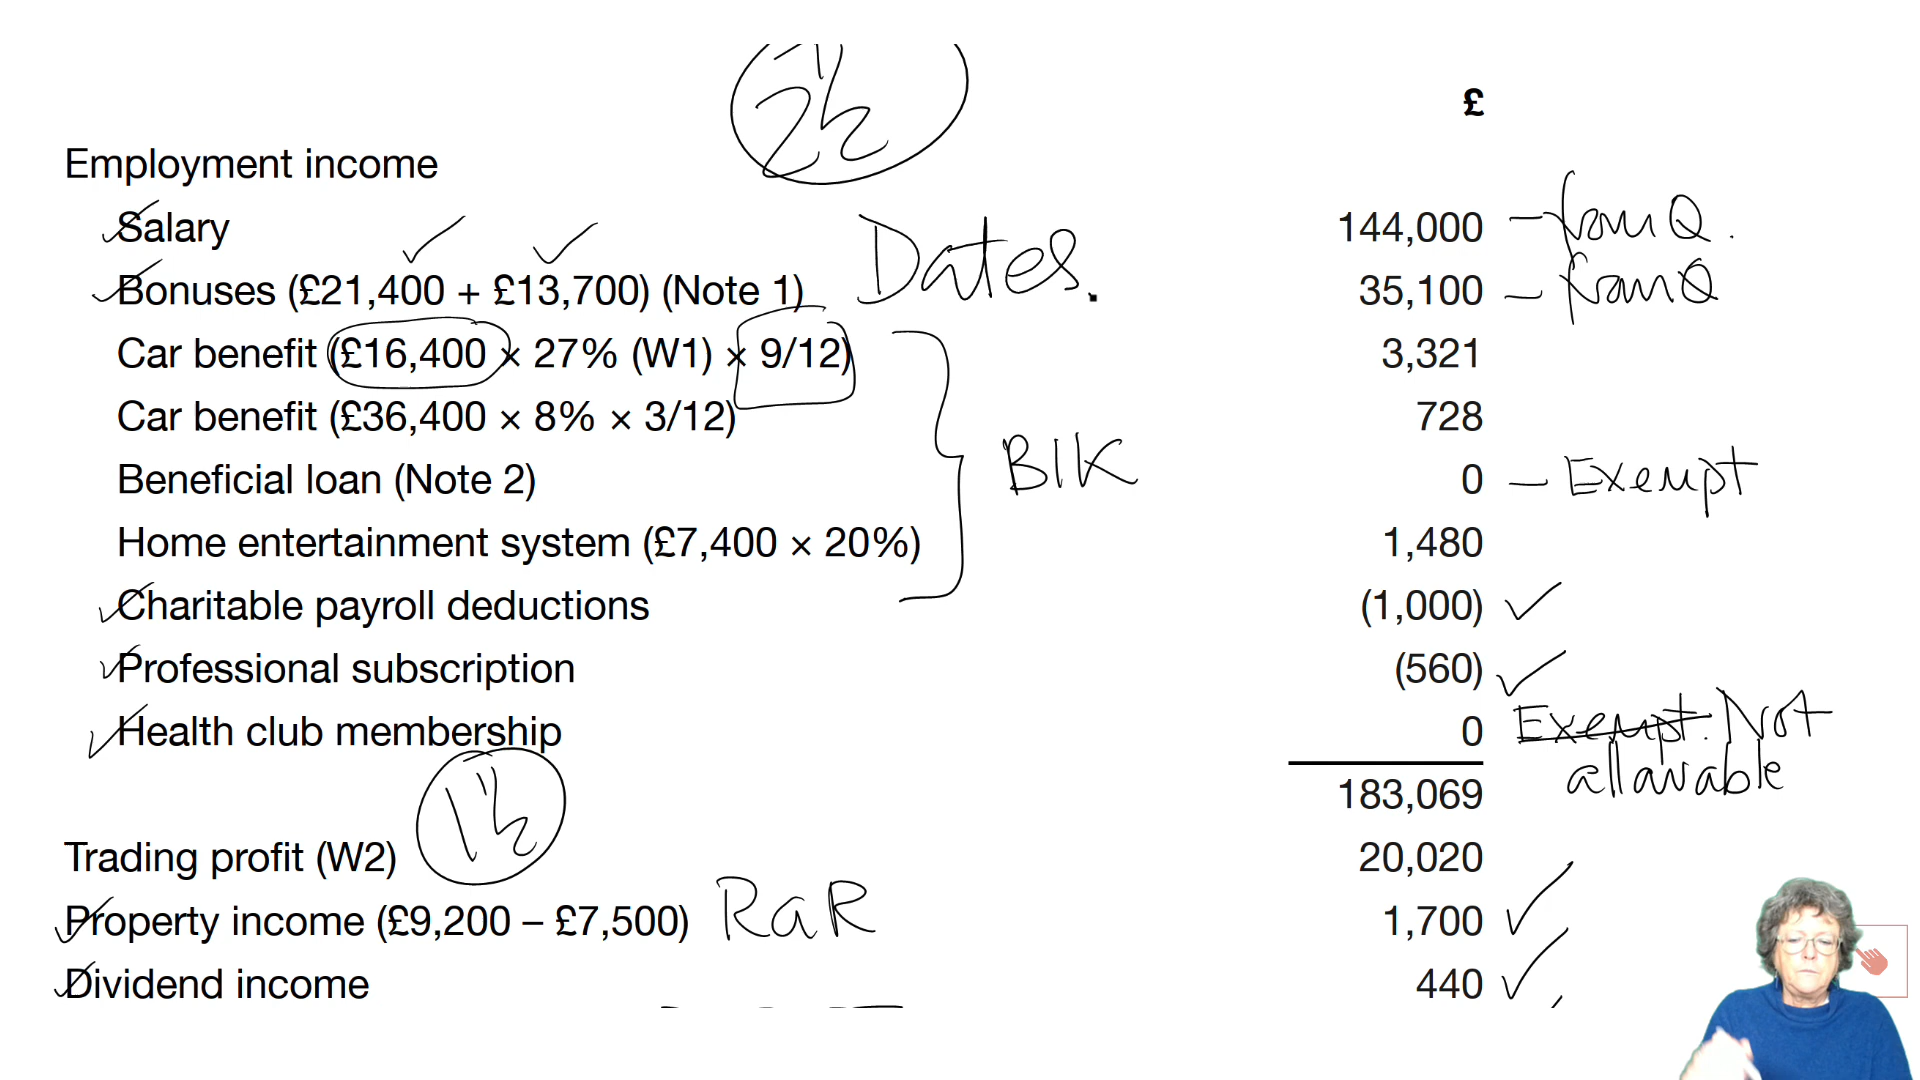 £
Employment income
Salary 144,000 – from Q.
Bonuses (£21,400 + £13,700) (Note 1) Dates. 35,100 – from Q
Car benefit (£16,400 × 27% (W1) × 9/12) 3,321
Car benefit (£36,400 × 8% × 3/12) 728
BIK
Beneficial loan (Note 2) 0 – Exempt
Home entertainment system (£7,400 × 20%) 1,480
Charitable payroll deductions (1,000)
Professional subscription (560)
Health club membership 0 Exempt. Not
allowable
183,069
1½
Trading profit (W2) 20,020
Property income (£9,200 – £7,500) RaR 1,700
Dividend income 440